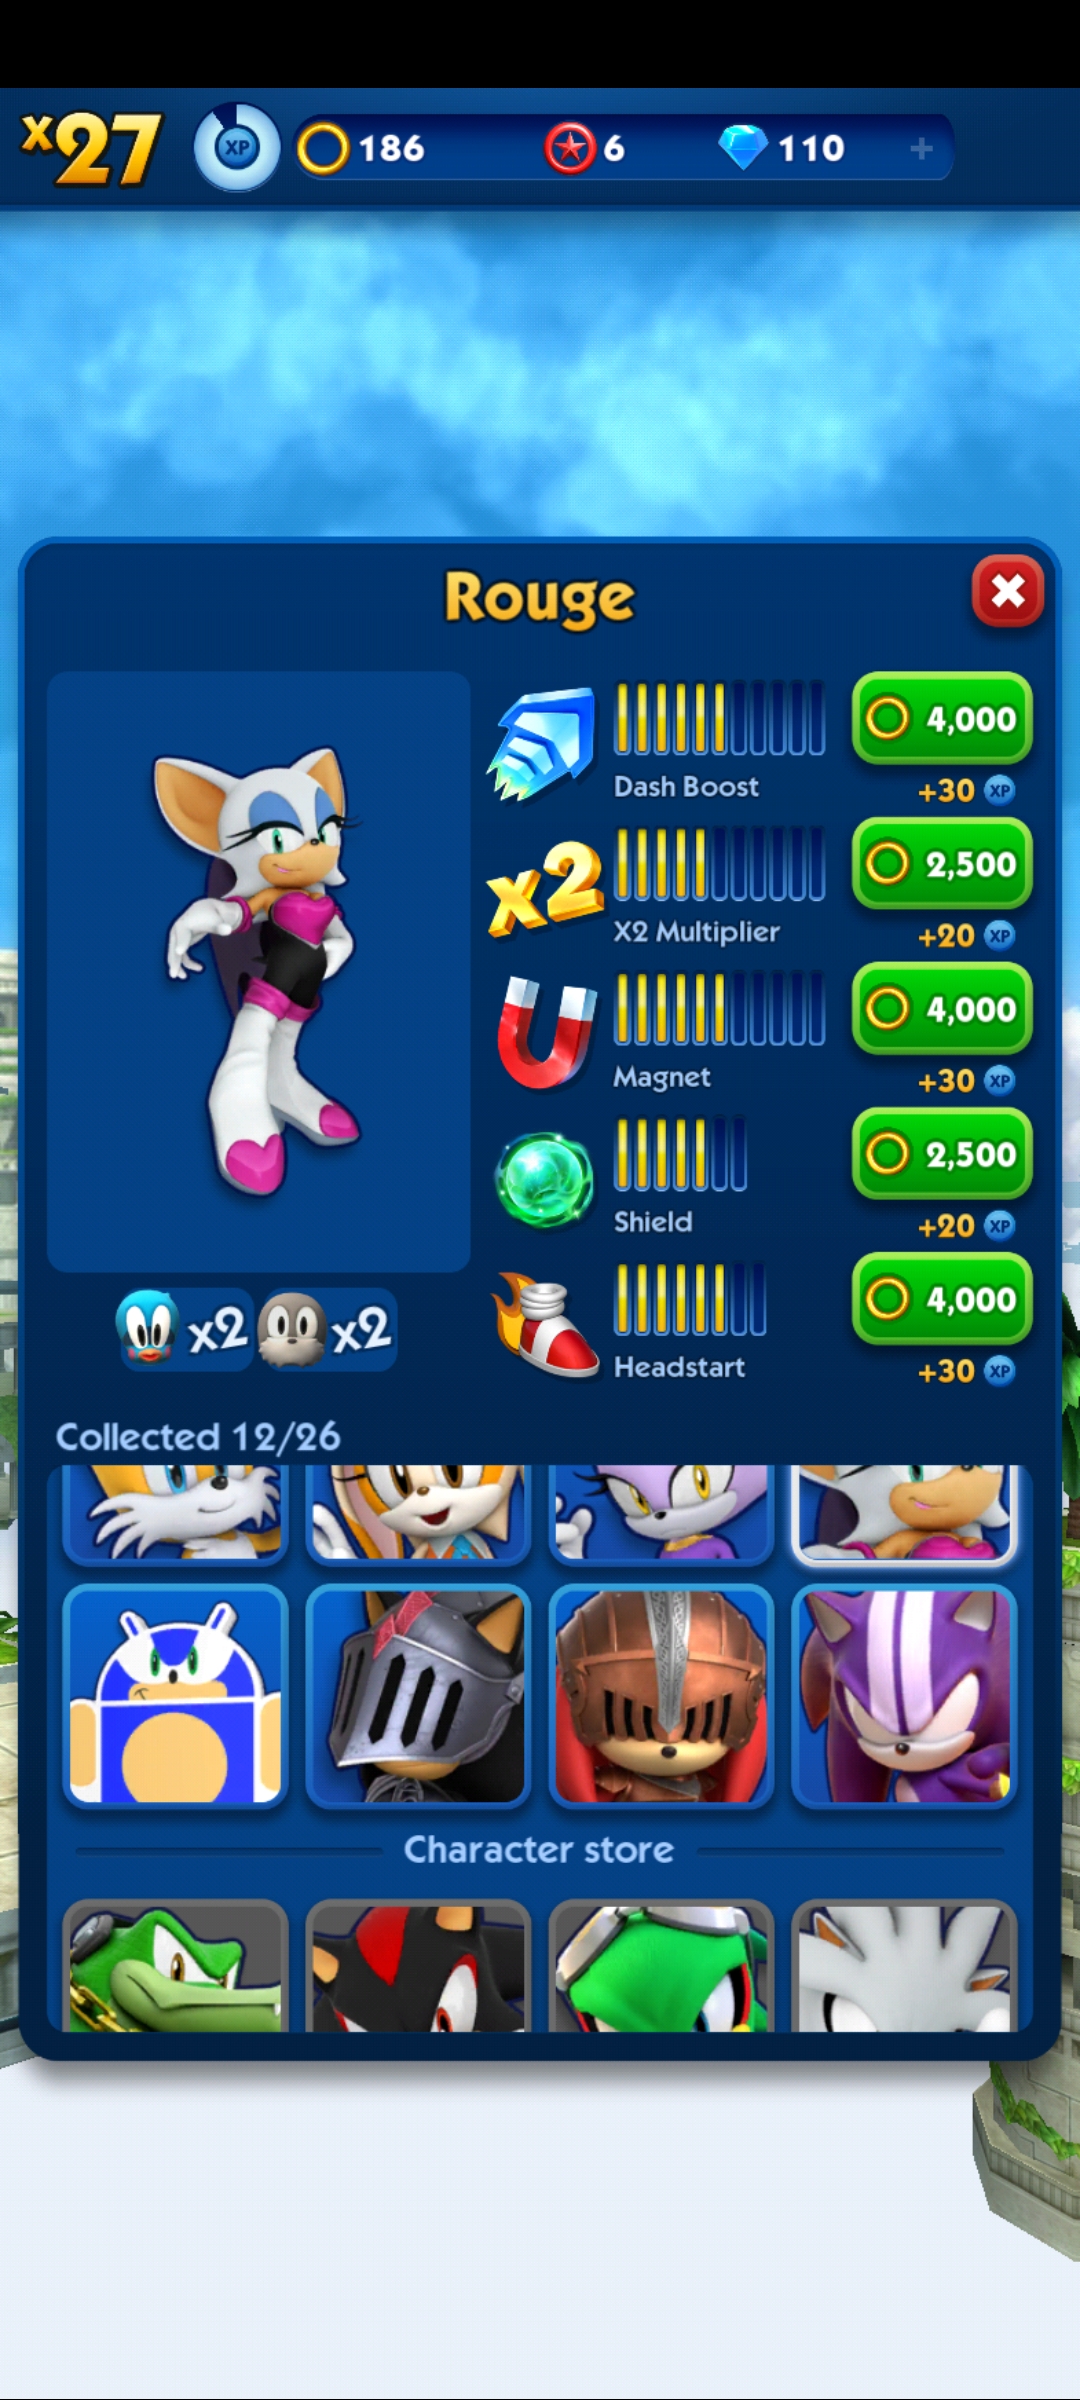 x27 XP 186 6 110 +
Rouge
4,000
Dash Boost
+30 XP
x2
2,500
X2 Multiplier
+20 XP
4,000
Magnet
+30 XP
2,500
Shield
+20 XP
x2 x2
4,000
Headstart
+30 XP
Collected 12/26
Character store